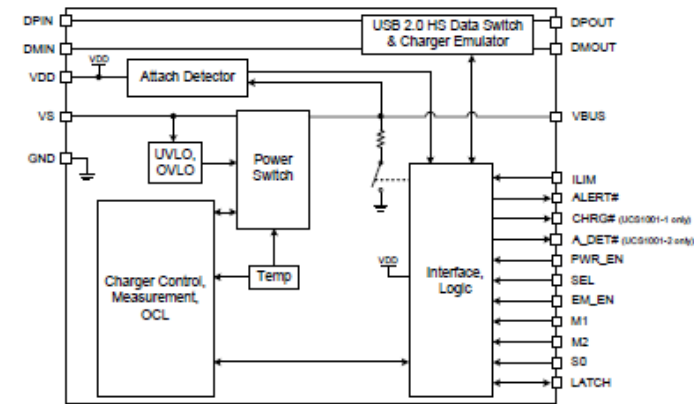 DPIN
DMIN
VDD
VS
GND
VDD
Attach Detector
USB 2.0 HS Data Switch
& Charger Emulator
UVLO,
OVLO
Power
Switch
Temp
Charger Control,
Measurement,
OCL
VDD
Interface,
Logic
DPOUT
DMOUT
VBUS
ILIM
ALERT#
CHRG# (UCS1001-1 only)
A_DET# (UCS1001-2 only)
PWR_EN
SEL
EM_EN
M1
M2
S0
LATCH